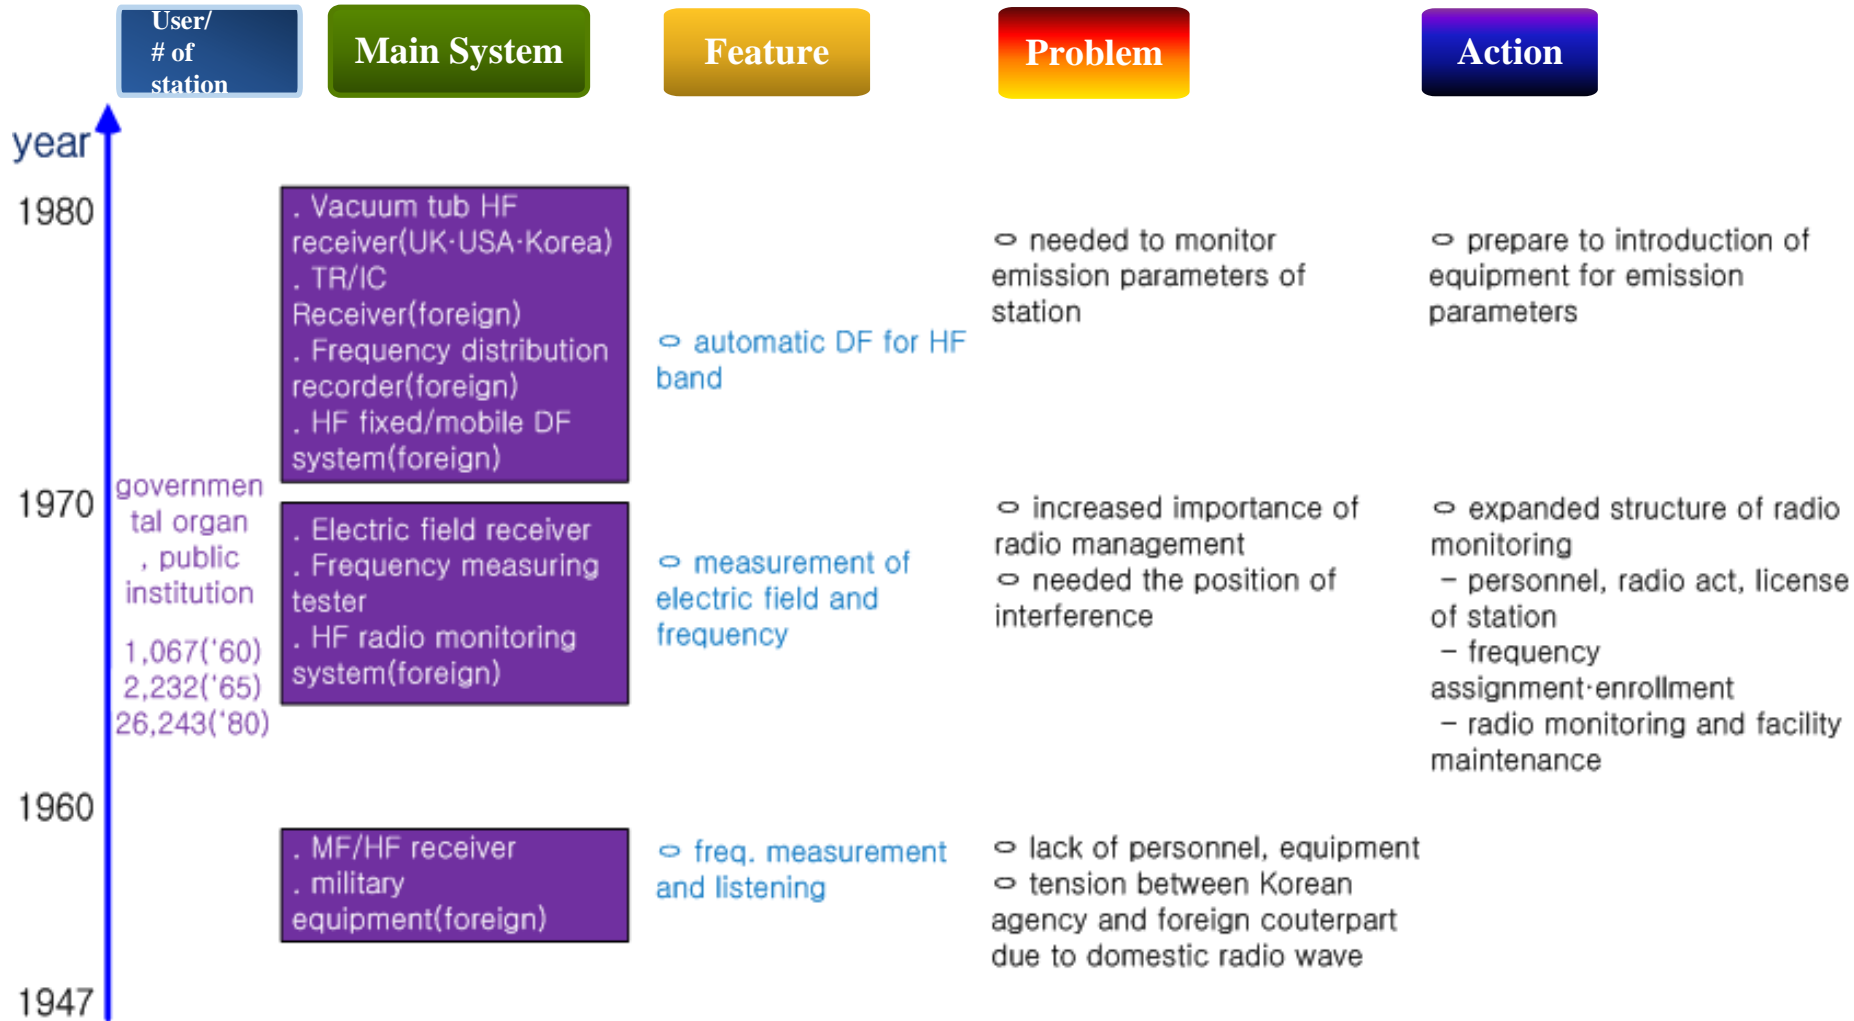 User/
# of
station
Main System
Feature
Problem
Action
year
1980
1970
1960
1947
governmen
tal organ
, public
institution
1,067('60)
2,232('65)
26,243('80)
. Vacuum tub HF
receiver(UK·USA·Korea)
. TR/IC
Receiver(foreign)
. Frequency distribution
recorder(foreign)
. HF fixed/mobile DF
system(foreign)
○ automatic DF for HF
band
○ needed to monitor
emission parameters of
station
○ prepare to introduction of
equipment for emission
parameters
. Electric field receiver
. Frequency measuring
tester
. HF radio monitoring
system(foreign)
○ measurement of
electric field and
frequency
○ increased importance of
radio management
○ needed the position of
interference
○ expanded structure of radio
monitoring
- personnel, radio act, license
of station
- frequency
assignment·enrollment
- radio monitoring and facility
maintenance
. MF/HF receiver
. military
equipment(foreign)
○ freq. measurement
and listening
○ lack of personnel, equipment
○ tension between Korean
agency and foreign couterpart
due to domestic radio wave